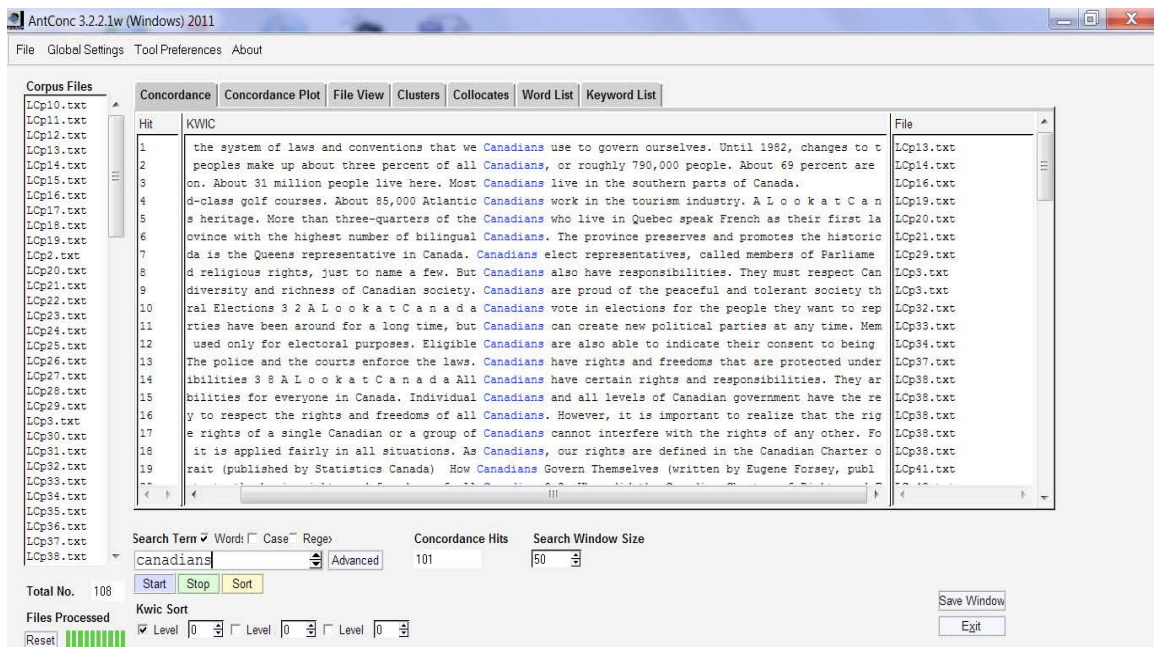 AntConc 3.2.2.1w (Windows) 2011
File Global Settings Tool Preferences About
Corpus Files
LCp10.txt
LCp11.txt
LCp12.txt
LCp13.txt
LCp14.txt
LCp15.txt
LCp16.txt
LCp17.txt
LCp18.txt
LCp19.txt
LCp2.txt
LCp20.txt
LCp21.txt
LCp22.txt
LCp23.txt
LCp24.txt
LCp25.txt
LCp26.txt
LCp27.txt
LCp28.txt
LCp29.txt
LCp3.txt
LCp30.txt
LCp31.txt
LCp32.txt
LCp33.txt
LCp34.txt
LCp35.txt
LCp36.txt
LCp37.txt
LCp38.txt
Total No. 108
Files Processed
Reset
Concordance Concordance Plot File View Clusters Collocates Word List Keyword List
Hit KWIC File
1 the system of laws and conventions that we Canadians use to govern ourselves. Until 1982, changes to t LCp13.txt
2 peoples make up about three percent of all Canadians, or roughly 790,000 people. About 69 percent are LCp14.txt
3 on. About 31 million people live here. Most Canadians live in the southern parts of Canada. LCp16.txt
4 d-class golf courses. About 85,000 Atlantic Canadians work in the tourism industry. A L o o k a t C a n LCp19.txt
5 s heritage. More than three-quarters of the Canadians who live in Quebec speak French as their first la LCp20.txt
6 ovince with the highest number of bilingual Canadians. The province preserves and promotes the historic LCp21.txt
7 da is the Queens representative in Canada. Canadians elect representatives, called members of Parliame LCp29.txt
8 d religious rights, just to name a few. But Canadians also have responsibilities. They must respect Can LCp3.txt
9 diversity and richness of Canadian society. Canadians are proud of the peaceful and tolerant society th LCp3.txt
10 ral Elections 3 2 A L o o k a t C a n a d a Canadians vote in elections for the people they want to rep LCp32.txt
11 rties have been around for a long time, but Canadians can create new political parties at any time. Mem LCp33.txt
12 used only for electoral purposes. Eligible Canadians are also able to indicate their consent to being LCp34.txt
13 The police and the courts enforce the laws. Canadians have rights and freedoms that are protected under LCp37.txt
14 ibilities 3 8 A L o o k a t C a n a d a All Canadians have certain rights and responsibilities. They ar LCp38.txt
15 bilities for everyone in Canada. Individual Canadians and all levels of Canadian government have the re LCp38.txt
16 y to respect the rights and freedoms of all Canadians. However, it is important to realize that the rig LCp38.txt
17 e rights of a single Canadian or a group of Canadians cannot interfere with the rights of any other. Fo LCp38.txt
18 it is applied fairly in all situations. As Canadians, our rights are defined in the Canadian Charter o LCp38.txt
19 rait (published by Statistics Canada) How Canadians Govern Themselves (written by Eugene Forsey, publ LCp41.txt
Search Term Words Case Regex Concordance Hits Search Window Size
canadians Advanced 101 50
Start Stop Sort
Kwic Sort
Level 0 Level 0 Level 0
Save Window
Exit